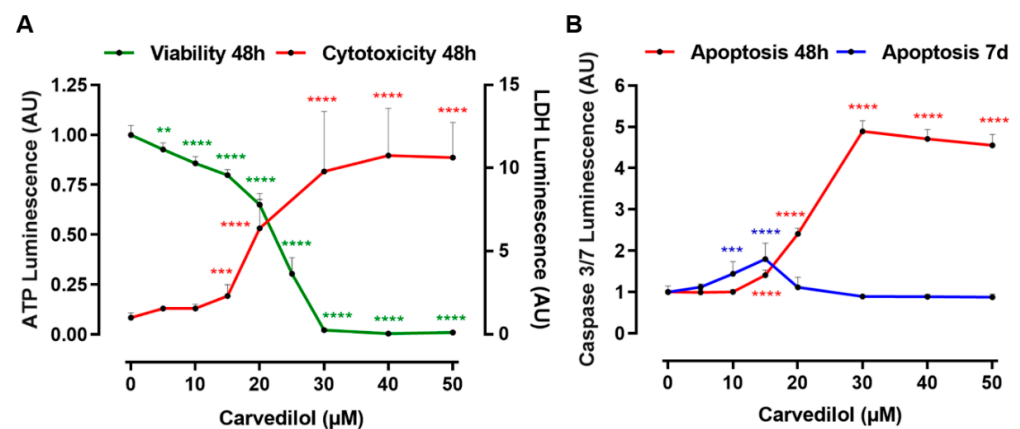 A
Viability 48h Cytotoxicity 48h
ATP Luminescence (AU)
1.25
1.00
0.75
0.50
0.25
0.00
** **** **** **** **** **** **** ****
*** **** **** **** ****
15
10
5
0
LDH Luminescence
(AU)
0 10 20 30 40 50
Carvedilol (µM)
B
Apoptosis 48h Apoptosis 7d
Caspase 3/7 Luminescence (AU)
6
5
4
3
2
1
0
**** **** **** **** ****
*** ****
0 10 20 30 40 50
Carvedilol (µM)